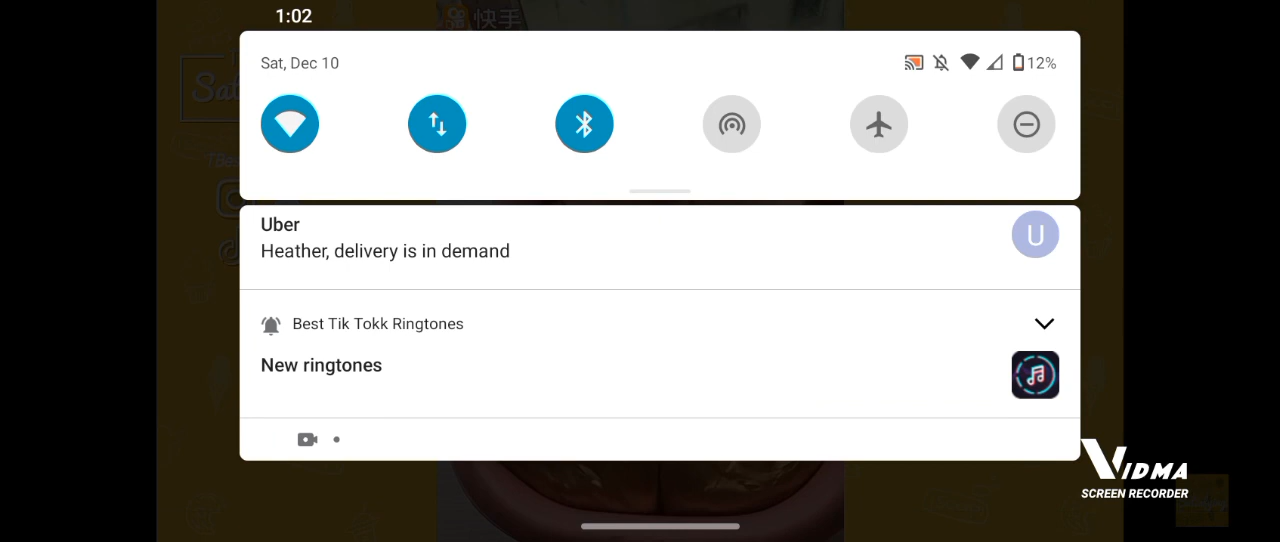 1:02
快手
Sat, Dec 10
12%
Uber
Heather, delivery is in demand
U
Best Tik Tokk Ringtones
New ringtones
VIDMA
SCREEN RECORDER